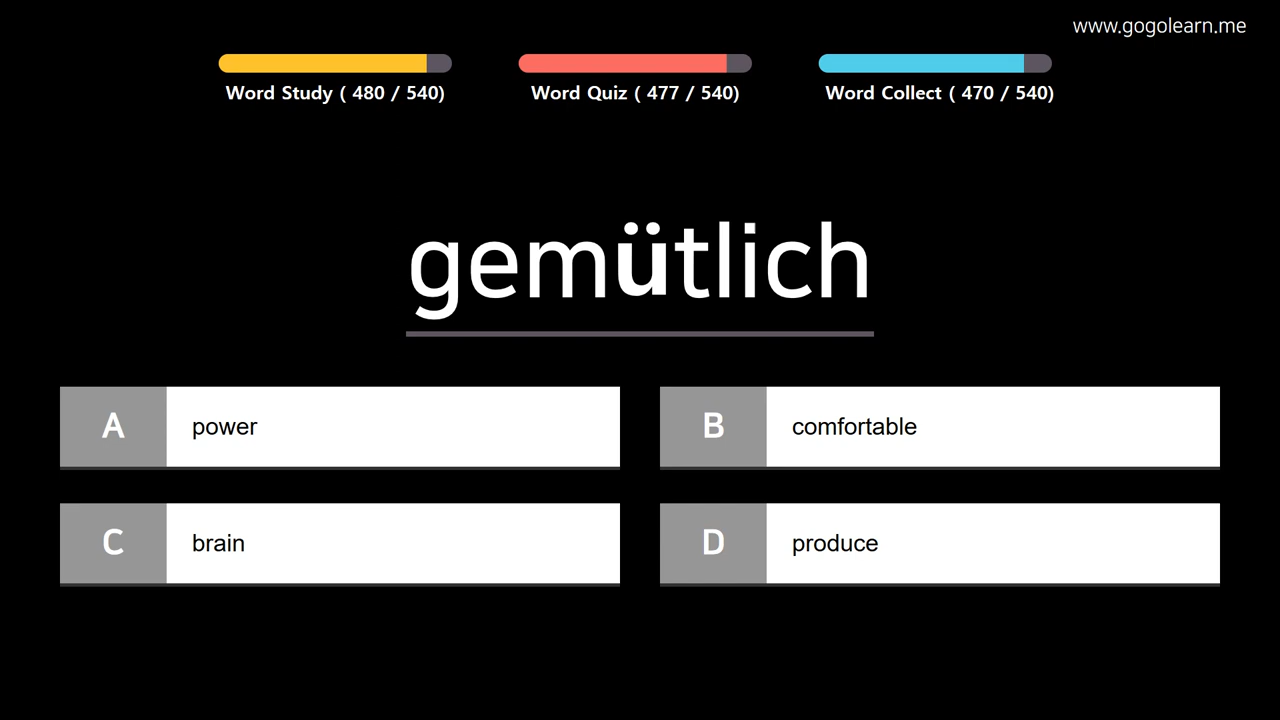 www.gogolearn.me
Word Study ( 480 / 540)
Word Quiz ( 477 / 540)
Word Collect ( 470 / 540)
gemütlich
A power
B comfortable
C brain
D produce